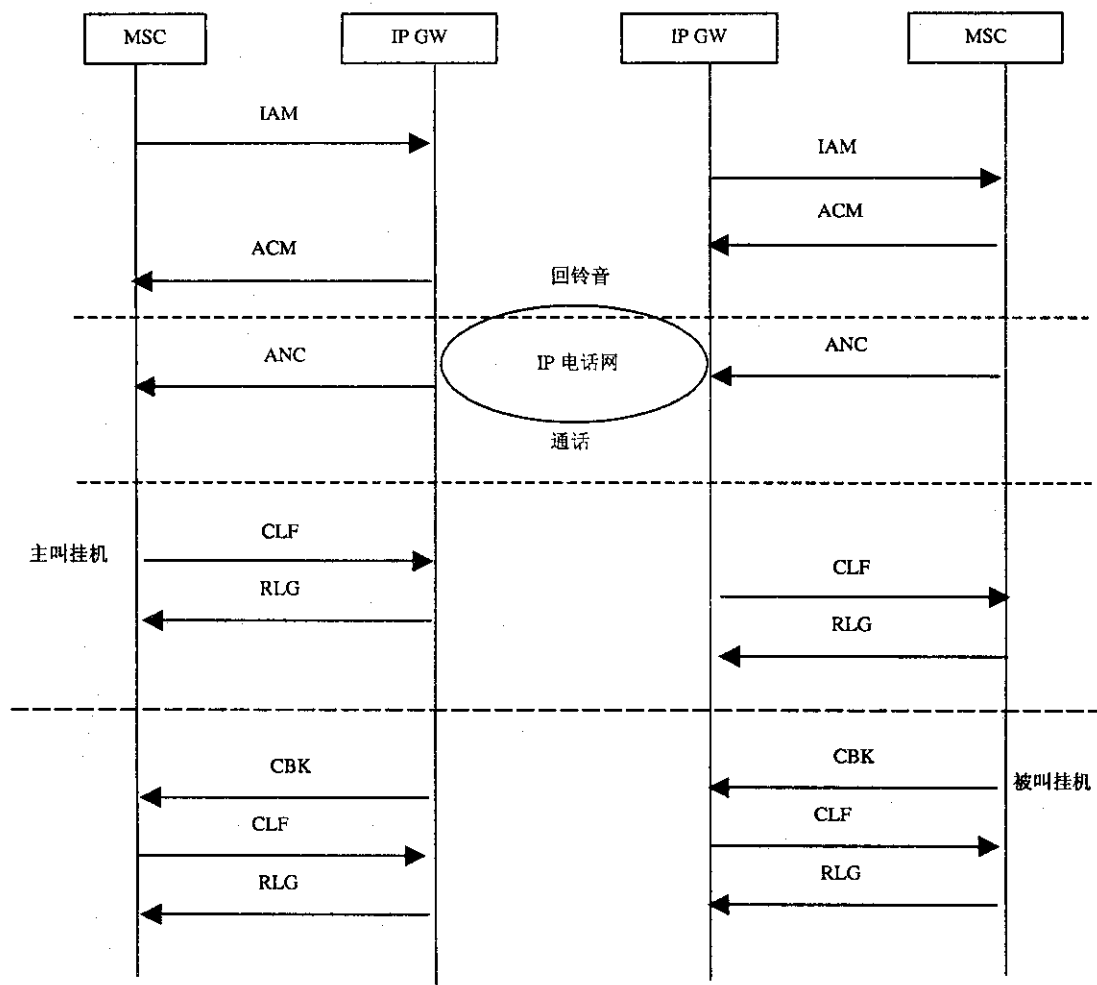 MSC
IP GW
IP GW
MSC
IAM
IAM
ACM
ACM
回铃音
ANC
IP 电话网
ANC
通话
主叫挂机
CLF
CLF
RLG
RLG
CBK
CBK
被叫挂机
CLF
CLF
RLG
RLG